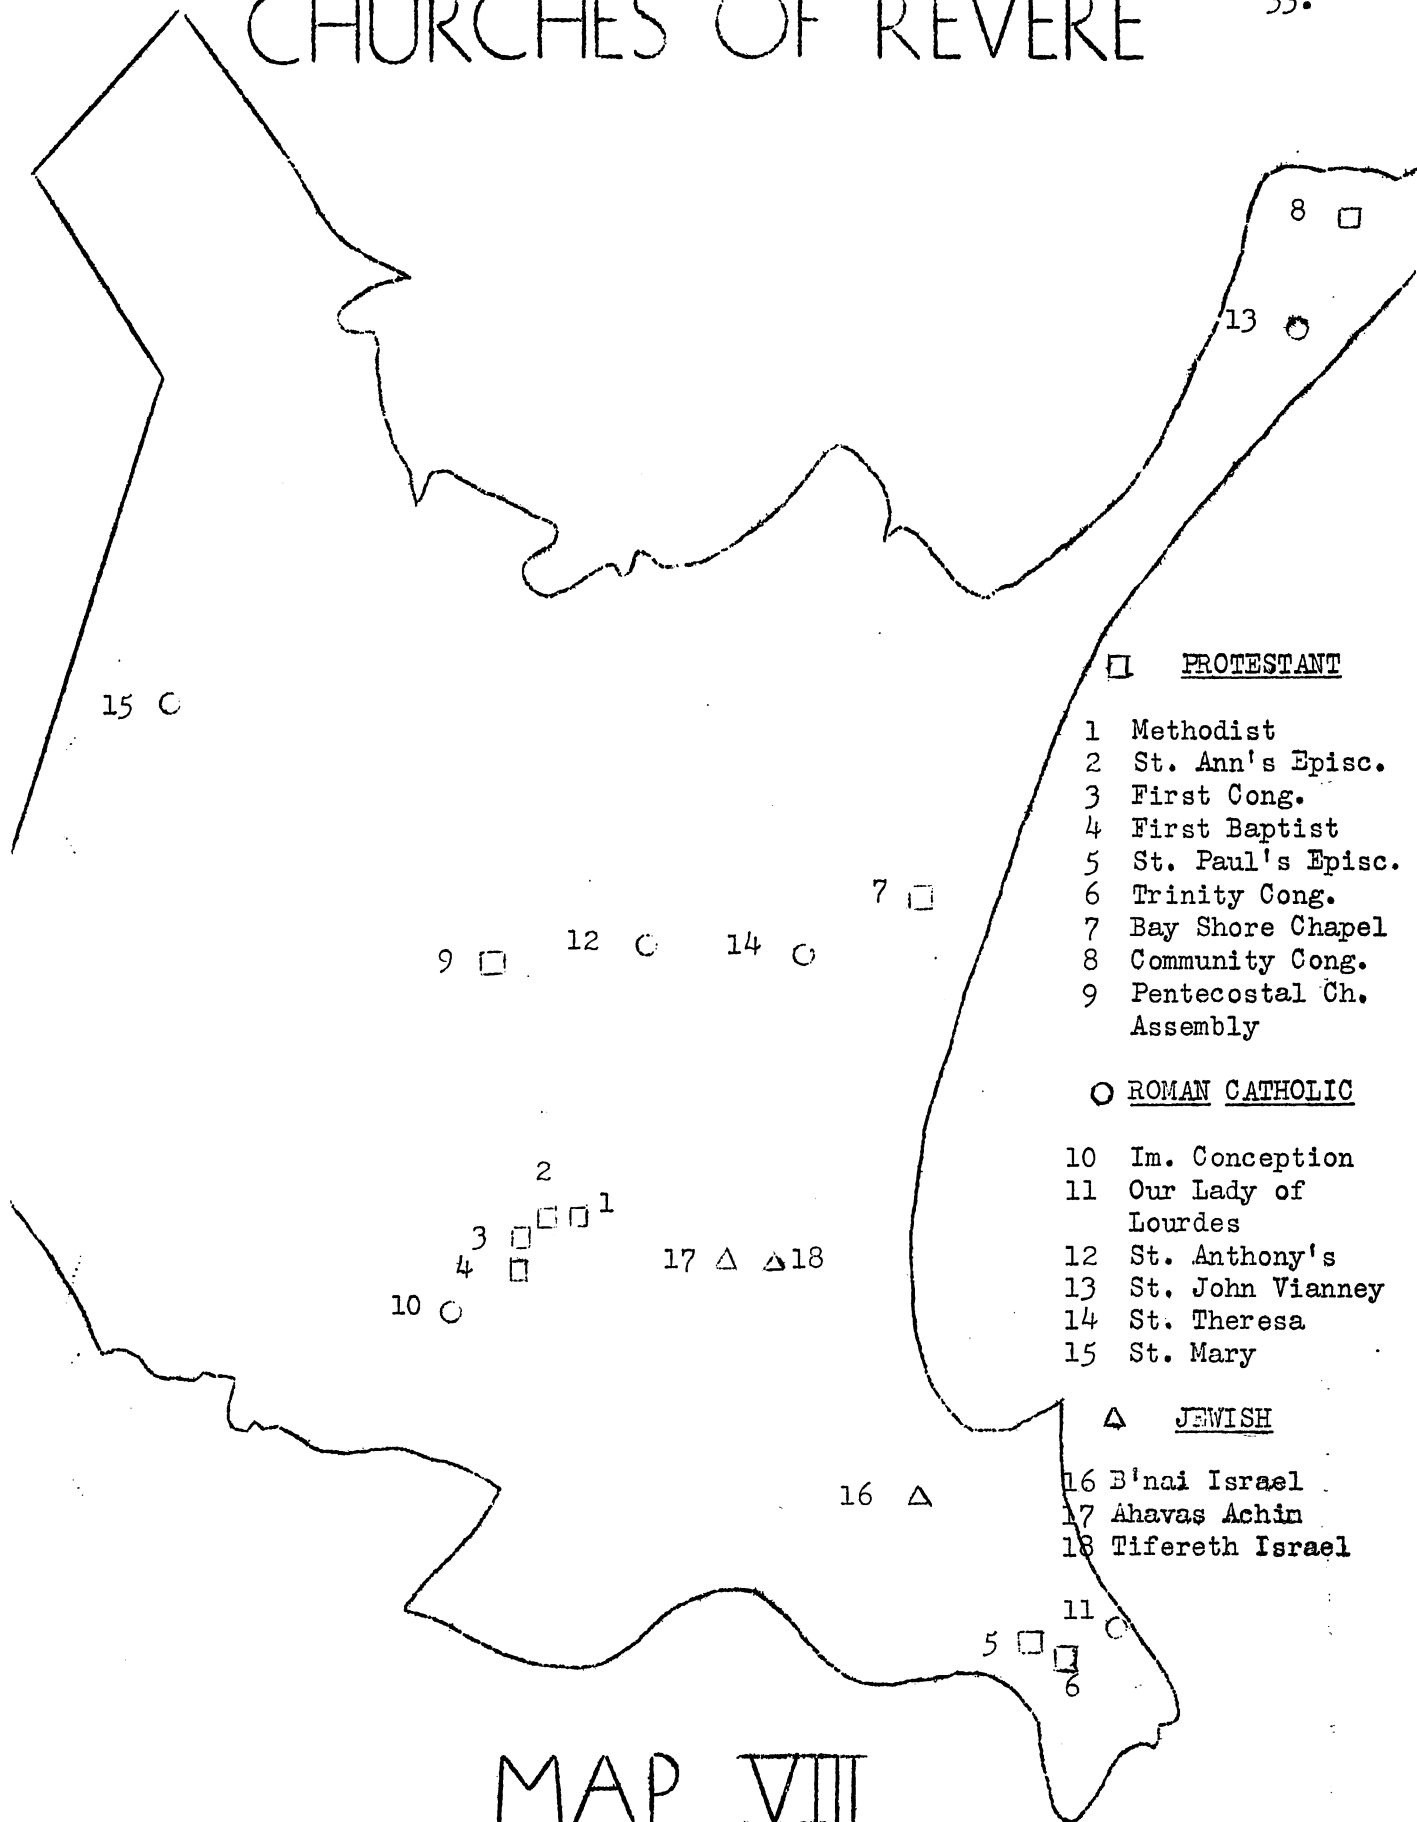 CHURCHES OF REVERE
55.
8
13
15
7
9
12
14
2
1
3
4
17
18
10
16
11
5
6
PROTESTANT
1 Methodist
2 St. Ann's Episc.
3 First Cong.
4 First Baptist
5 St. Paul's Episc.
6 Trinity Cong.
7 Bay Shore Chapel
8 Community Cong.
9 Pentecostal Ch.
Assembly
ROMAN CATHOLIC
10 Im. Conception
11 Our Lady of
Lourdes
12 St. Anthony's
13 St. John Vianney
14 St. Theresa
15 St. Mary
JEWISH
16 B'nai Israel
17 Ahavas Achim
18 Tifereth Israel
MAP VIII